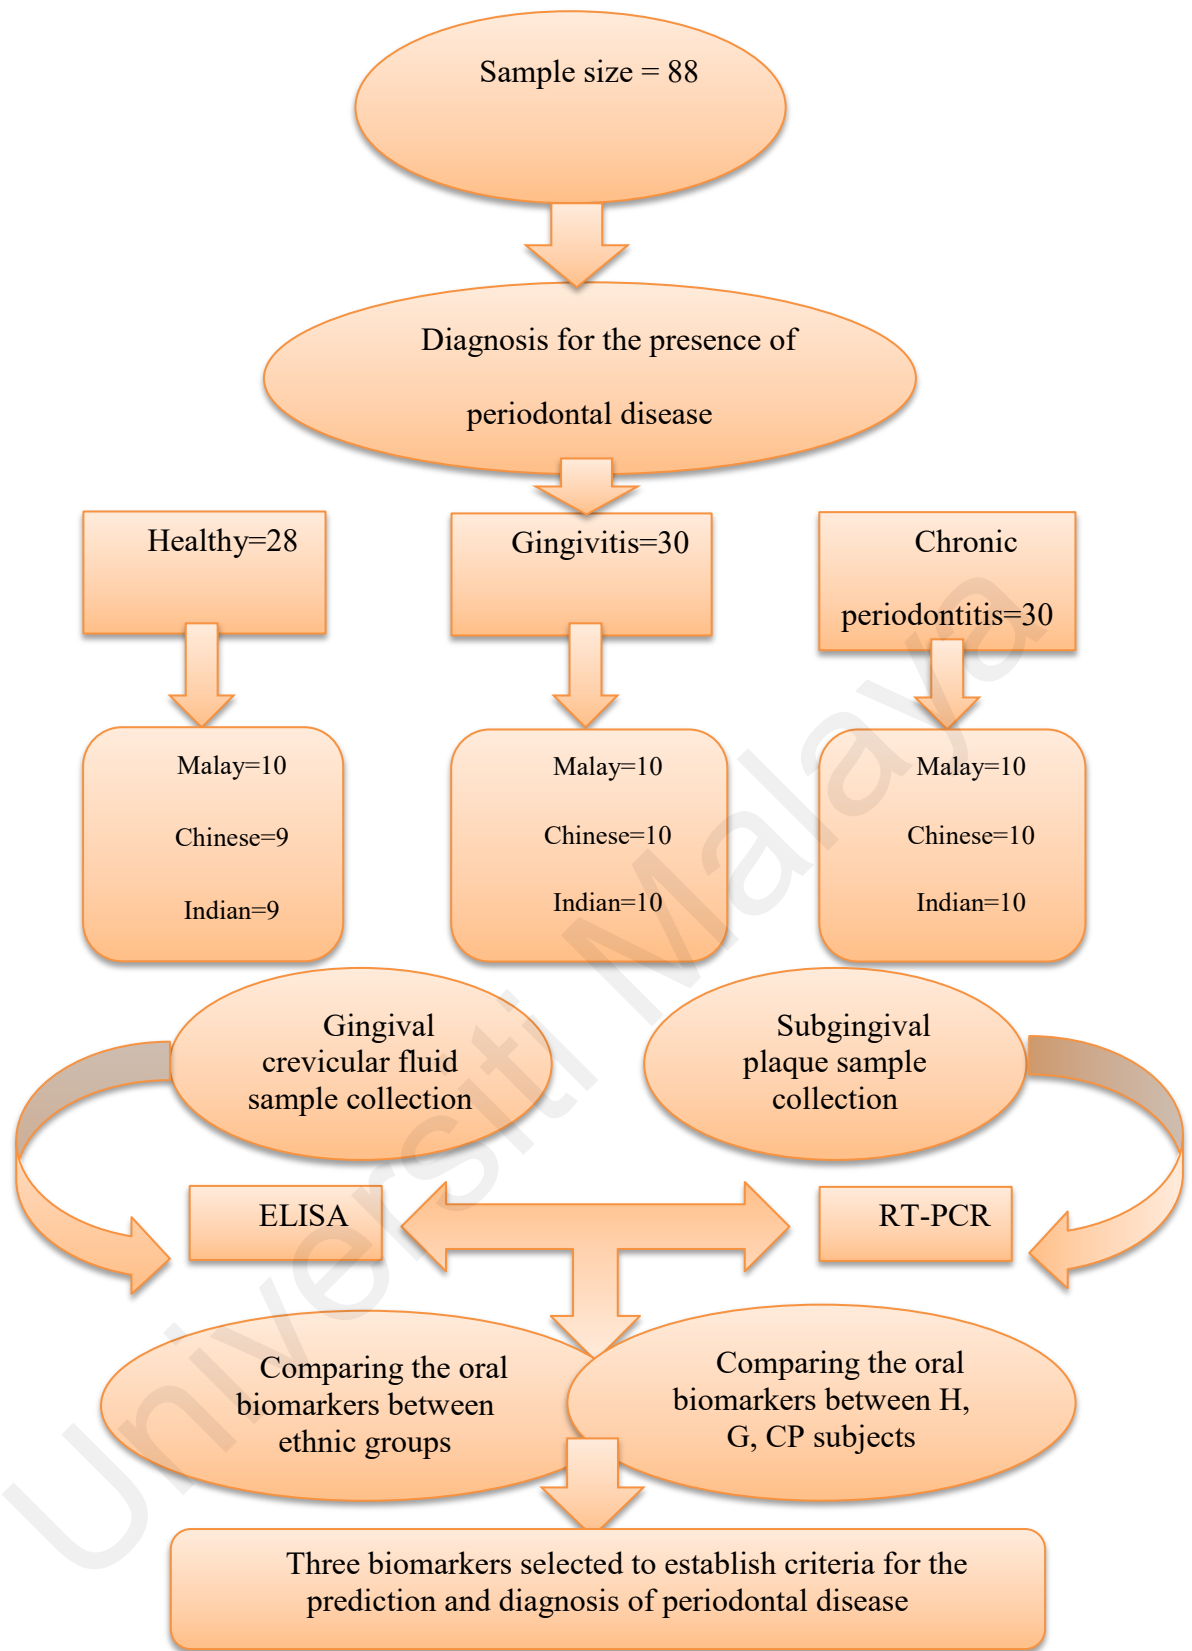 Sample size = 88
Diagnosis for the presence of
periodontal disease
Healthy=28
Gingivitis=30
Chronic
periodontitis=30
Malay=10
Chinese=9
Indian=9
Malay=10
Chinese=10
Indian=10
Malay=10
Chinese=10
Indian=10
Gingival
crevicular fluid
sample collection
Subgingival
plaque sample
collection
ELISA
RT-PCR
Comparing the oral
biomarkers between
ethnic groups
Comparing the oral
biomarkers between H,
G, CP subjects
Three biomarkers selected to establish criteria for the
prediction and diagnosis of periodontal disease
Universiti Malaya